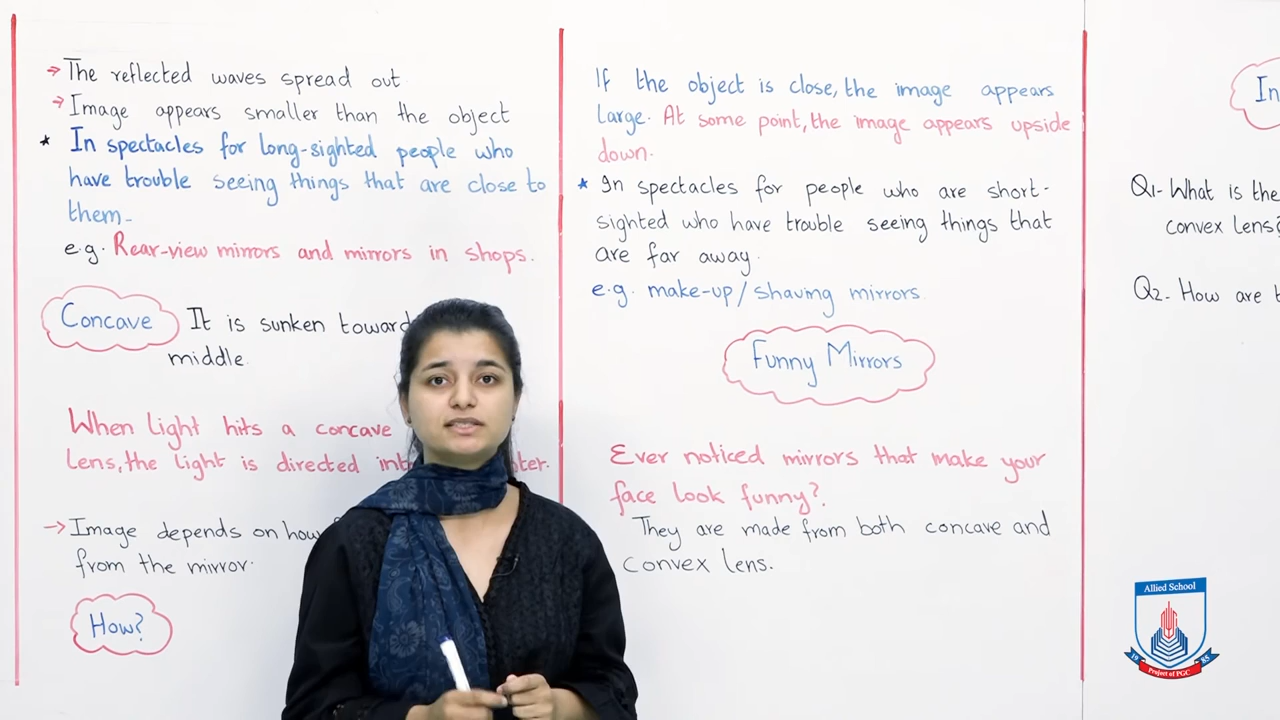 → The reflected waves spread out.
→ Image appears smaller than the object
* In spectacles for long-sighted people who
have trouble seeing things that are close to
them-
e.g. Rear-view mirrors and mirrors in shops.
Concave It is sunken toward
middle.
When light hits a concave
lens, the light is directed
→ Image depends on how
from the mirror.
How?
If the object is close, the image appears
large. At some point, the image appears upside
down.
* In spectacles for people who are short-
sighted who have trouble seeing things that
are far away.
e.g. make-up/shaving mirrors.
Funny Mirrors
Ever noticed mirrors that make your
face look funny?
They are made from both concave and
convex lens.
In
Q1- What is the
convex lens?
Q2- How are
Allied School
19 85
Project of PGC